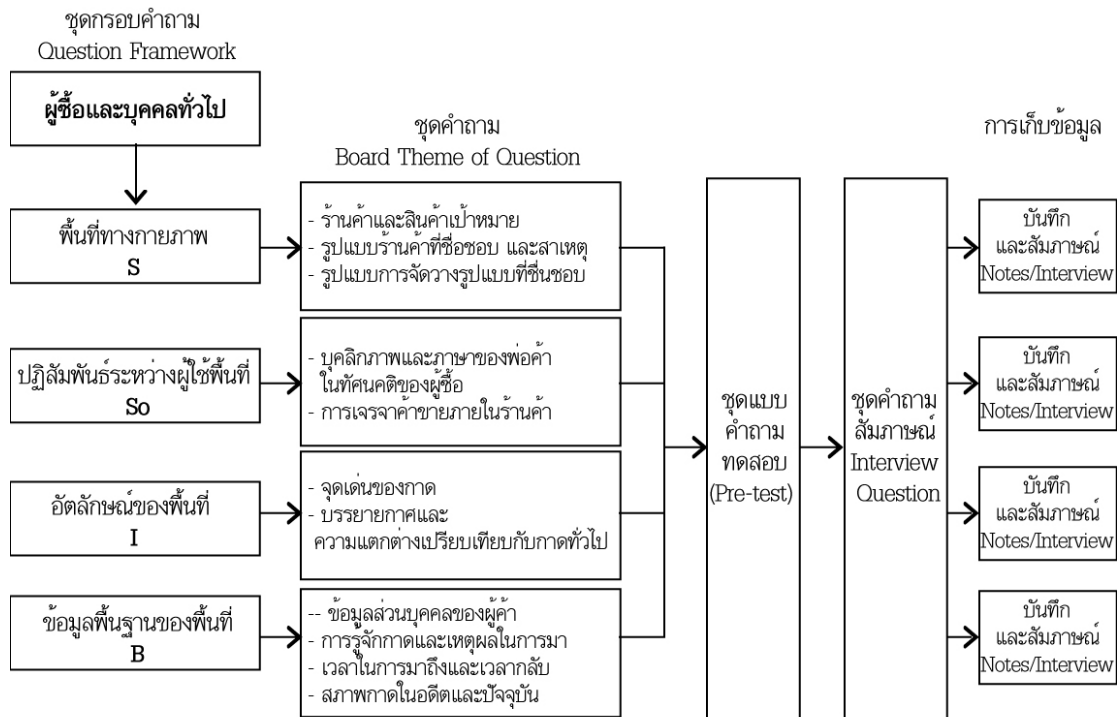 ชุดกรอบคำถาม
Question Framework
ผู้ซื้อและบุคคลทั่วไป
พื้นที่ทางกายภาพ
S
ปฏิสัมพันธ์ระหว่างผู้ใช้พื้นที่
So
อัตลักษณ์ของพื้นที่
I
ข้อมูลพื้นฐานของพื้นที่
B
ชุดคำถาม
Board Theme of Question
- ร้านค้าและสินค้าเป้าหมาย
- รูปแบบร้านค้าที่ชื่อชอบ และสาเหตุ
- รูปแบบการจัดวางรูปแบบที่ชื่นชอบ
- บุคลิกภาพและภาษาของพ่อค้า
ในทัศนคติของผู้ซื้อ
- การเจรจาค้าขายภายในร้านค้า
- จุดเด่นของกาด
- บรรยายกาศและ
ความแตกต่างเปรียบเทียบกับกาดทั่วไป
-- ข้อมูลส่วนบุคคลของผู้ค้า
- การรู้จักกาดและเหตุผลในการมา
- เวลาในการมาถึงและเวลากลับ
- สภาพกาดในอดีตและปัจจุบัน
ชุดแบบ
คำถาม
ทดสอบ
(Pre-test)
ชุดคำถาม
สัมภาษณ์
Interview
Question
การเก็บข้อมูล
บันทึก
และสัมภาษณ์
Notes/Interview
บันทึก
และสัมภาษณ์
Notes/Interview
บันทึก
และสัมภาษณ์
Notes/Interview
บันทึก
และสัมภาษณ์
Notes/Interview